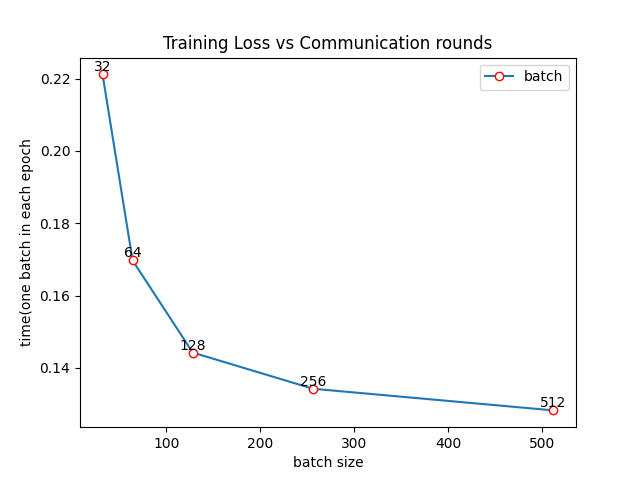 Training Loss vs Communication rounds
batch
time(one batch in each epoch
0.22
0.20
0.18
0.16
0.14
32
64
128
256
512
100 200 300 400 500
batch size